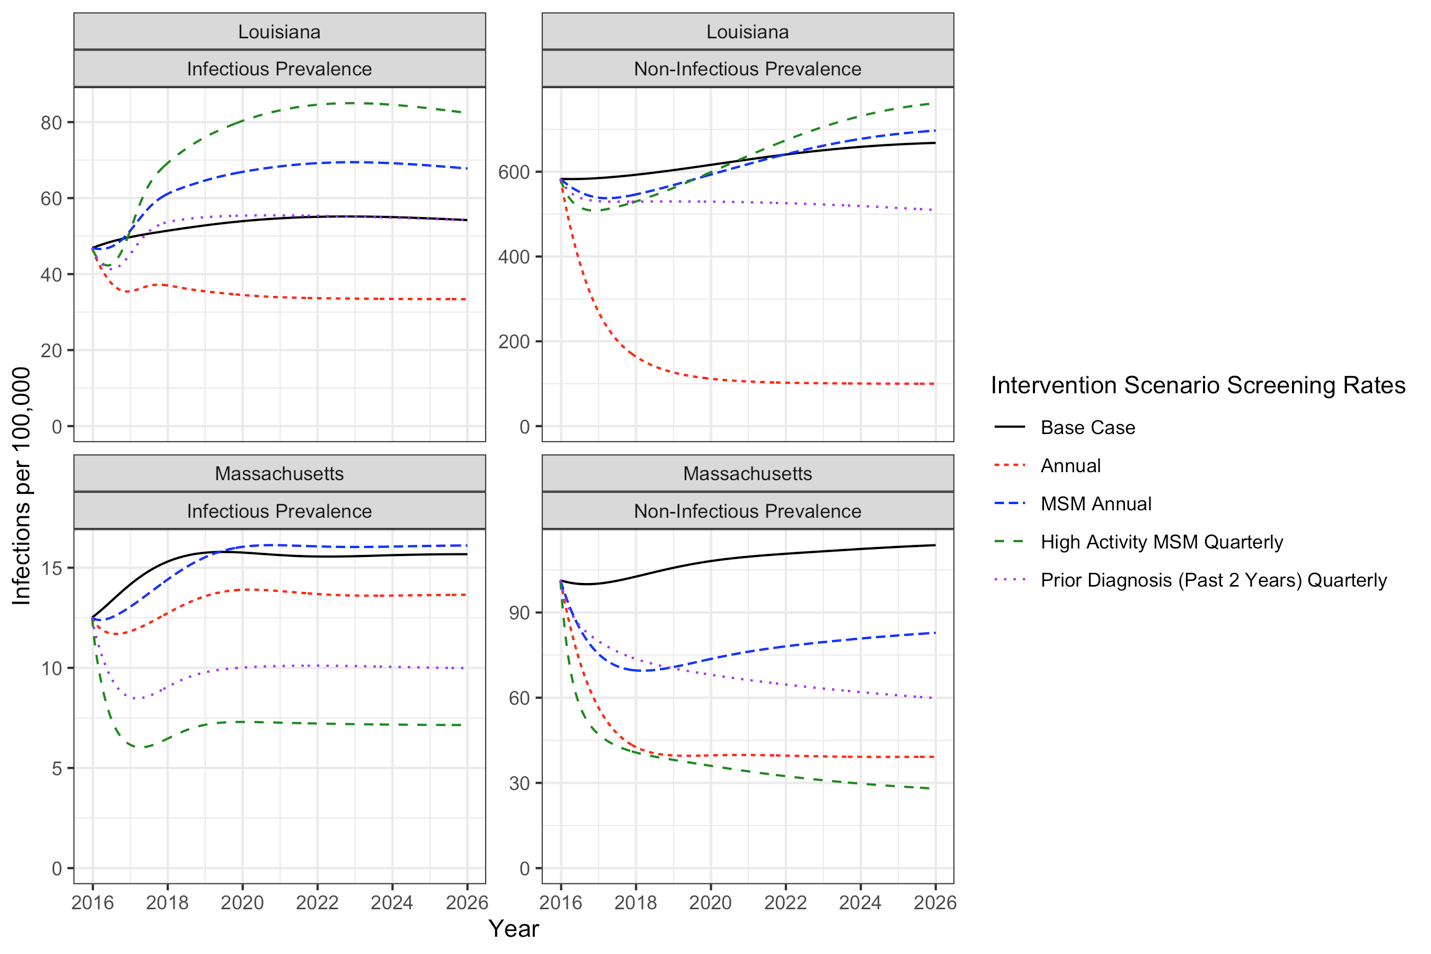 Louisiana
Infectious Prevalence
Louisiana
Non-Infectious Prevalence
80
60
40
20
0
600
400
200
0
Massachusetts
Infectious Prevalence
Massachusetts
Non-Infectious Prevalence
15
10
5
0
90
60
30
0
2016 2018 2020 2022 2024 2026
2016 2018 2020 2022 2024 2026
Year
Infections per 100,000
Intervention Scenario Screening Rates
Base Case
Annual
MSM Annual
High Activity MSM Quarterly
Prior Diagnosis (Past 2 Years) Quarterly